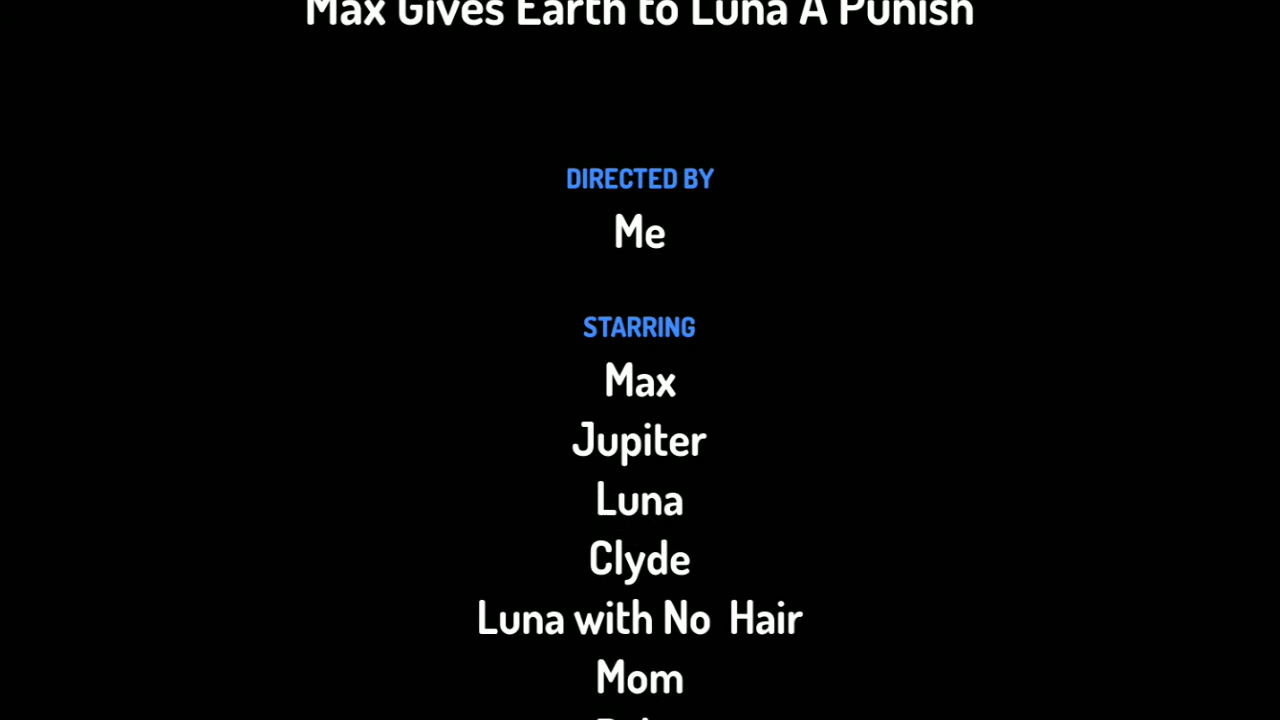 Max Gives Earth to Luna A Punish
DIRECTED BY
Me
STARRING
Max
Jupiter
Luna
Clyde
Luna with No  Hair
Mom